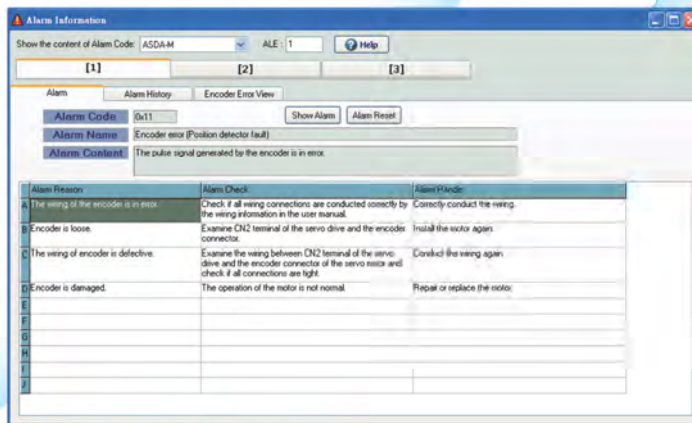 Alarm Information
Show the content of Alarm Code: ASDA-M ALE : 1 Help
[1] [2] [3]
Alarm Alarm History Encoder Error View
Alarm Code 0x11 Show Alarm Alarm Reset
Alarm Name Encoder error (Position detector fault)
Alarm Content The pulse signal generated by the encoder is in error.
Alarm Reason Alarm Check Alarm Handle
A The wiring of the encoder is in error. Check if all wiring connections are conducted correctly by Correctly conduct the wiring.
the wiring information in the user manual.
B Encoder is loose. Examine CN2 terminal of the servo drive and the encoder Install the motor again.
connector.
C The wiring of encoder is defective. Examine the wiring between CN2 terminal of the servo Conduct the wiring again.
drive and the encoder connector of the servo motor and
check if all connections are tight.
D Encoder is damaged. The operation of the motor is not normal. Repair or replace the motor.
E
F
G
H
I
J